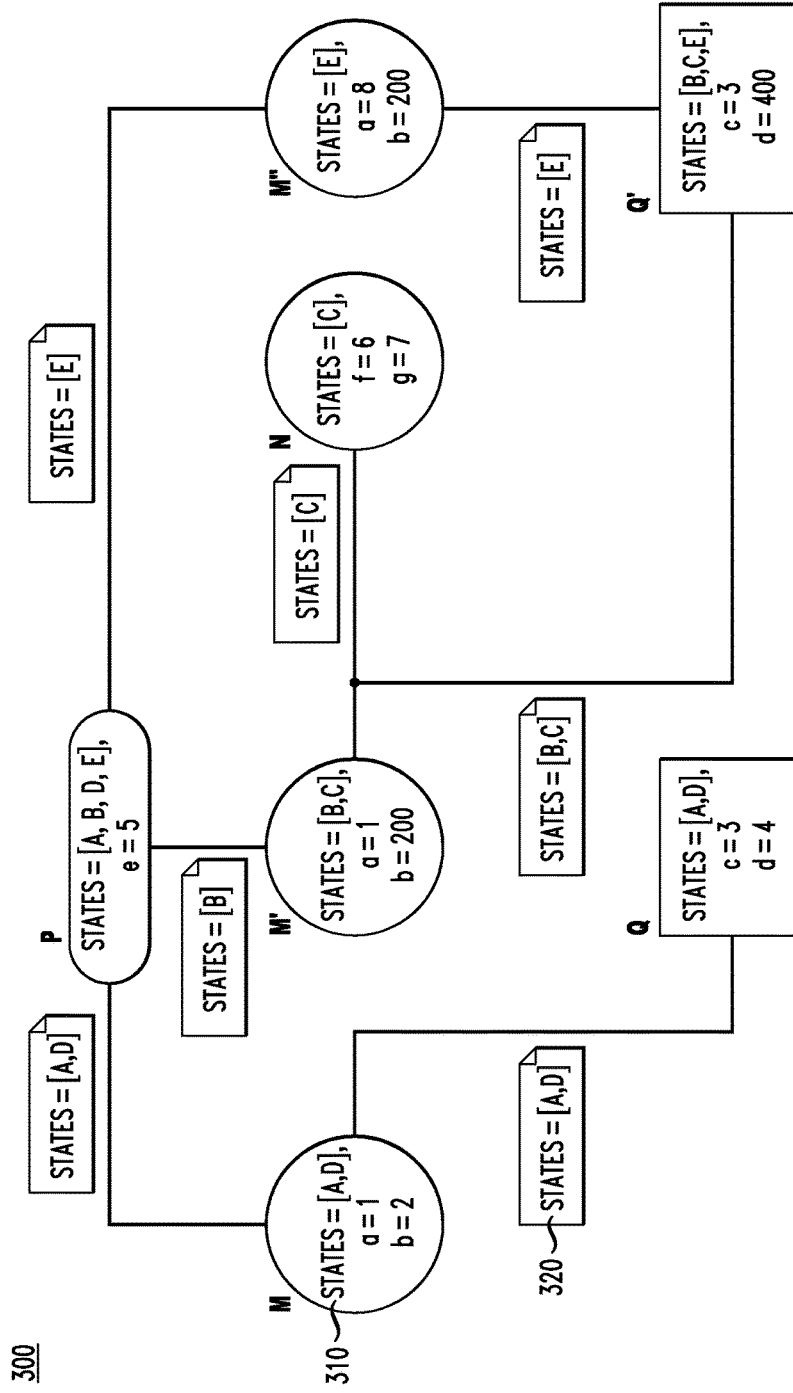 300
P
STATES = [A, B, D, E],
e = 5
STATES = [A,D]
STATES = [B]
STATES = [E]
M
310
STATES = [A,D],
a = 1
b = 2
M'
STATES = [B,C],
a = 1
b = 200
STATES = [C]
N
STATES = [C],
f = 6
g = 7
M"
STATES = [E],
a = 8
b = 200
320
STATES = [A,D]
STATES = [B,C]
STATES = [E]
Q
STATES = [A,D],
c = 3
d = 4
Q'
STATES = [B,C,E],
c = 3
d = 400